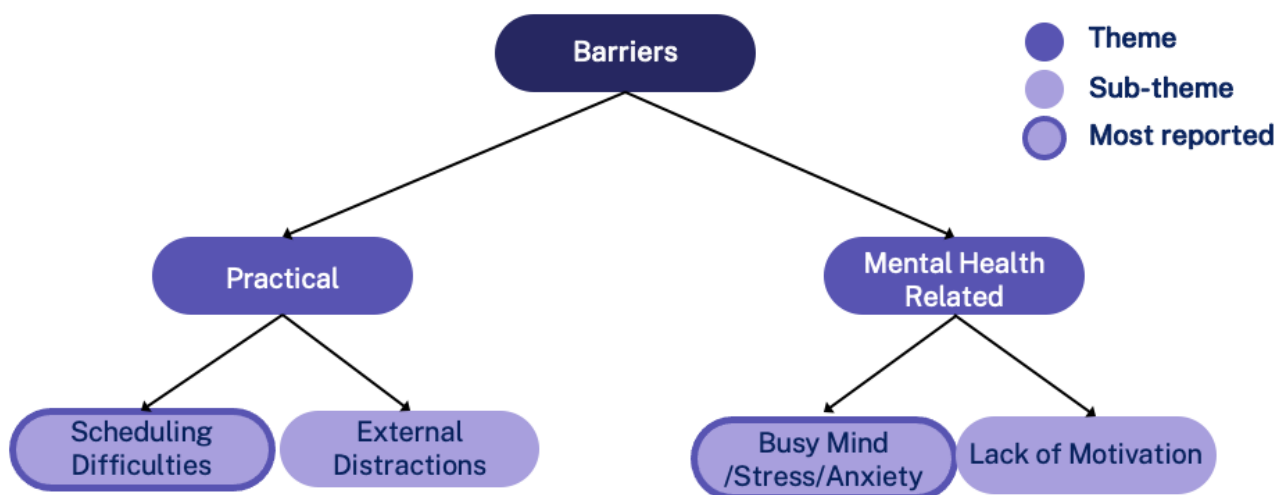 Barriers
Theme
Sub-theme
Most reported
Practical
Mental Health
Related
Scheduling
Difficulties
External
Distractions
Busy Mind
/Stress/Anxiety
Lack of Motivation